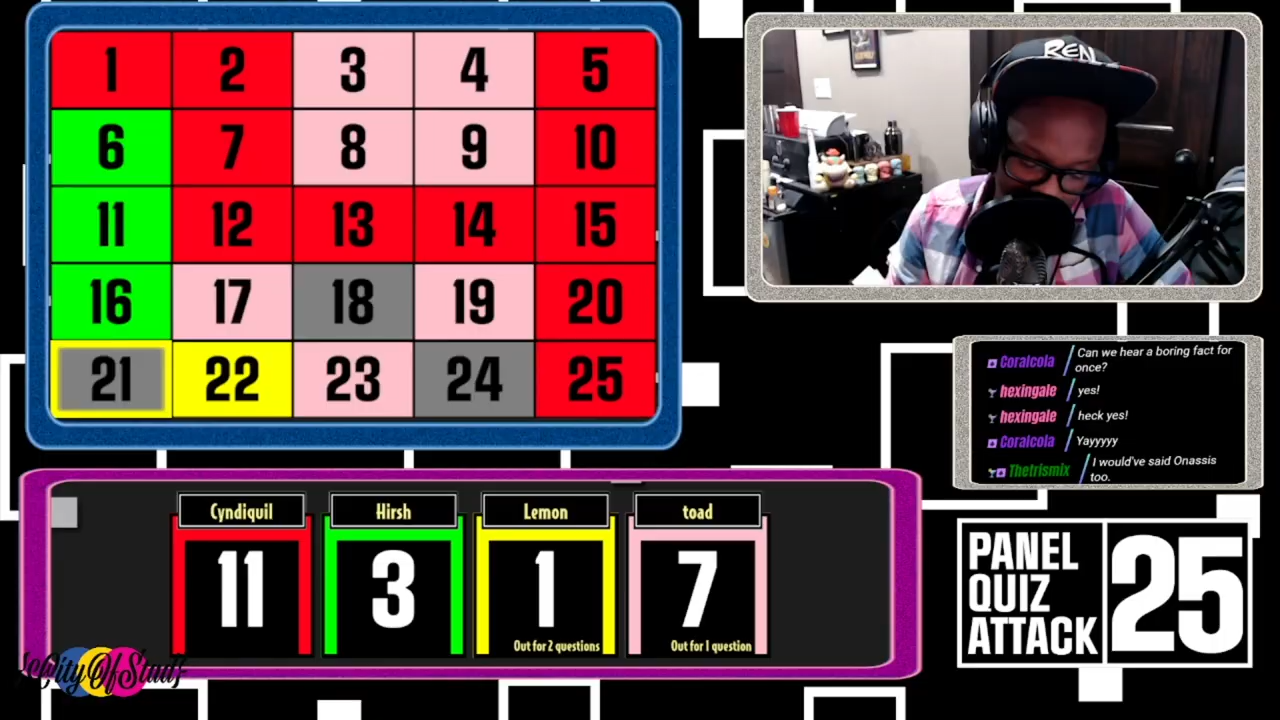 1 2 3 4 5
6 7 8 9 10
11 12 13 14 15
16 17 18 19 20
21 22 23 24 25
REN
Coralcola Can we hear a boring fact for
once?
hexingale yes!
hexingale heck yes!
Coralcola Yayyyyy
Thetrismix I would've said Onassis
too.
Cyndiquil Hirsh Lemon toad
11 3 1 7
Out for 2 questions Out for 1 question
PANEL
QUIZ
ATTACK
25